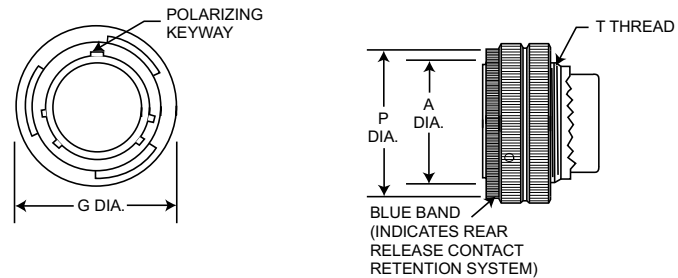 POLARIZING
KEYWAY
G DIA.
T THREAD
P
DIA.
A
DIA.
BLUE BAND
(INDICATES REAR
RELEASE CONTACT
RETENTION SYSTEM)